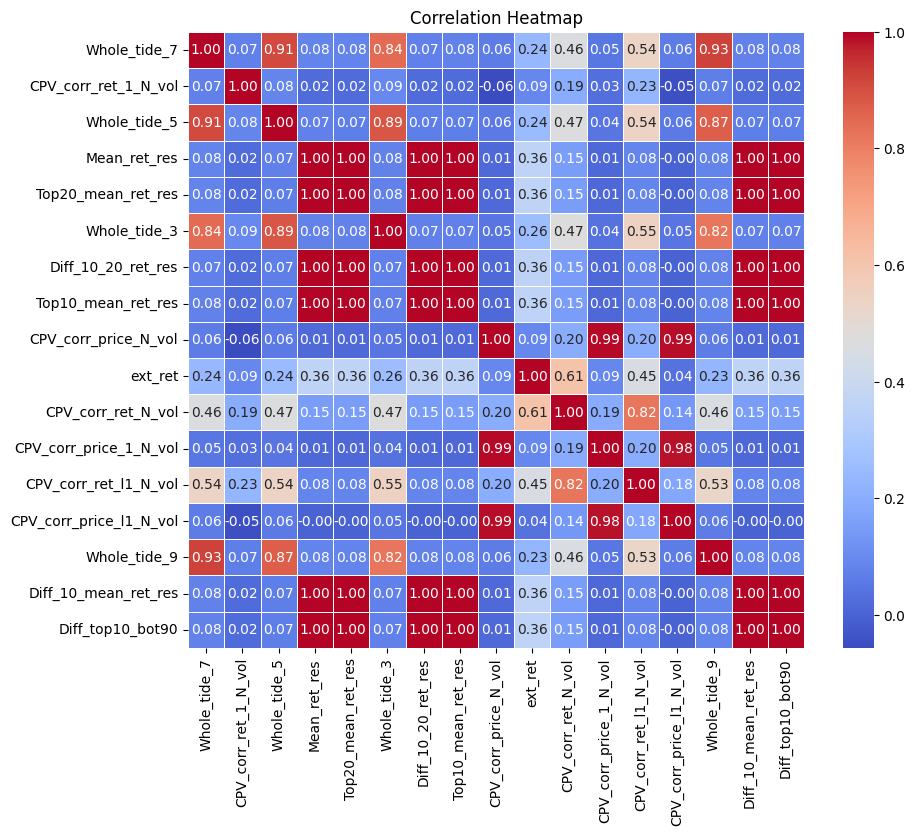 Correlation Heatmap
Whole_tide_7 1.00 0.07 0.91 0.08 0.08 0.84 0.07 0.08 0.06 0.24 0.46 0.05 0.54 0.06 0.93 0.08 0.08
CPV_corr_ret_1_N_vol 0.07 1.00 0.08 0.02 0.02 0.09 0.02 0.02 -0.06 0.09 0.19 0.03 0.23 -0.05 0.07 0.02 0.02
Whole_tide_5 0.91 0.08 1.00 0.07 0.07 0.89 0.07 0.07 0.06 0.24 0.47 0.04 0.54 0.06 0.87 0.07 0.07
Mean_ret_res 0.08 0.02 0.07 1.00 1.00 0.08 1.00 1.00 0.01 0.36 0.15 0.01 0.08 -0.00 0.08 1.00 1.00
Top20_mean_ret_res 0.08 0.02 0.07 1.00 1.00 0.08 1.00 1.00 0.01 0.36 0.15 0.01 0.08 -0.00 0.08 1.00 1.00
Whole_tide_3 0.84 0.09 0.89 0.08 0.08 1.00 0.07 0.07 0.05 0.26 0.47 0.04 0.55 0.05 0.82 0.07 0.07
Diff_10_20_ret_res 0.07 0.02 0.07 1.00 1.00 0.07 1.00 1.00 0.01 0.36 0.15 0.01 0.08 -0.00 0.08 1.00 1.00
Top10_mean_ret_res 0.08 0.02 0.07 1.00 1.00 0.07 1.00 1.00 0.01 0.36 0.15 0.01 0.08 -0.00 0.08 1.00 1.00
CPV_corr_price_N_vol 0.06 -0.06 0.06 0.01 0.01 0.05 0.01 0.01 1.00 0.09 0.20 0.99 0.20 0.99 0.06 0.01 0.01
ext_ret 0.24 0.09 0.24 0.36 0.36 0.26 0.36 0.36 0.09 1.00 0.61 0.09 0.45 0.04 0.23 0.36 0.36
CPV_corr_ret_N_vol 0.46 0.19 0.47 0.15 0.15 0.47 0.15 0.15 0.20 0.61 1.00 0.19 0.82 0.14 0.46 0.15 0.15
CPV_corr_price_1_N_vol 0.05 0.03 0.04 0.01 0.01 0.04 0.01 0.01 0.99 0.09 0.19 1.00 0.20 0.98 0.05 0.01 0.01
CPV_corr_ret_l1_N_vol 0.54 0.23 0.54 0.08 0.08 0.55 0.08 0.08 0.20 0.45 0.82 0.20 1.00 0.18 0.53 0.08 0.08
CPV_corr_price_l1_N_vol 0.06 -0.05 0.06 -0.00 -0.00 0.05 -0.00 -0.00 0.99 0.04 0.14 0.98 0.18 1.00 0.06 -0.00 -0.00
Whole_tide_9 0.93 0.07 0.87 0.08 0.08 0.82 0.08 0.08 0.06 0.23 0.46 0.05 0.53 0.06 1.00 0.08 0.08
Diff_10_mean_ret_res 0.08 0.02 0.07 1.00 1.00 0.07 1.00 1.00 0.01 0.36 0.15 0.01 0.08 -0.00 0.08 1.00 1.00
Diff_top10_bot90 0.08 0.02 0.07 1.00 1.00 0.07 1.00 1.00 0.01 0.36 0.15 0.01 0.08 -0.00 0.08 1.00 1.00
Whole_tide_7
CPV_corr_ret_1_N_vol
Whole_tide_5
Mean_ret_res
Top20_mean_ret_res
Whole_tide_3
Diff_10_20_ret_res
Top10_mean_ret_res
CPV_corr_price_N_vol
ext_ret
CPV_corr_ret_N_vol
CPV_corr_price_1_N_vol
CPV_corr_ret_l1_N_vol
CPV_corr_price_l1_N_vol
Whole_tide_9
Diff_10_mean_ret_res
Diff_top10_bot90
1.0
0.8
0.6
0.4
0.2
0.0